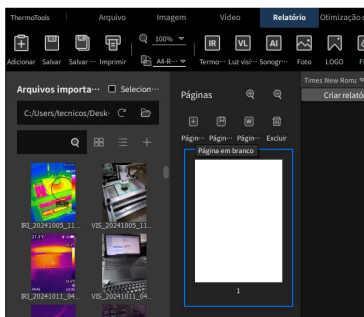 ThermoTools Arquivo Imagem Vídeo Relatório Otimização
100%
A4-R···
IR VL AI
Adicionar Salvar Salvar ··· Imprimir Termo··· Luz visí··· Sonogr··· Foto LOGO
Arquivos importa··· Selecion···
C:/Users/tecnicos/Desk
Páginas
Times New Roma
Criar relató
Págin··· Págin··· Págin··· Excluir
Página em branco
IRI_20241005_11...
VIS_20241005_11...
27.3°C
IRI_20241011_04...
VIS_20241011_04...
1